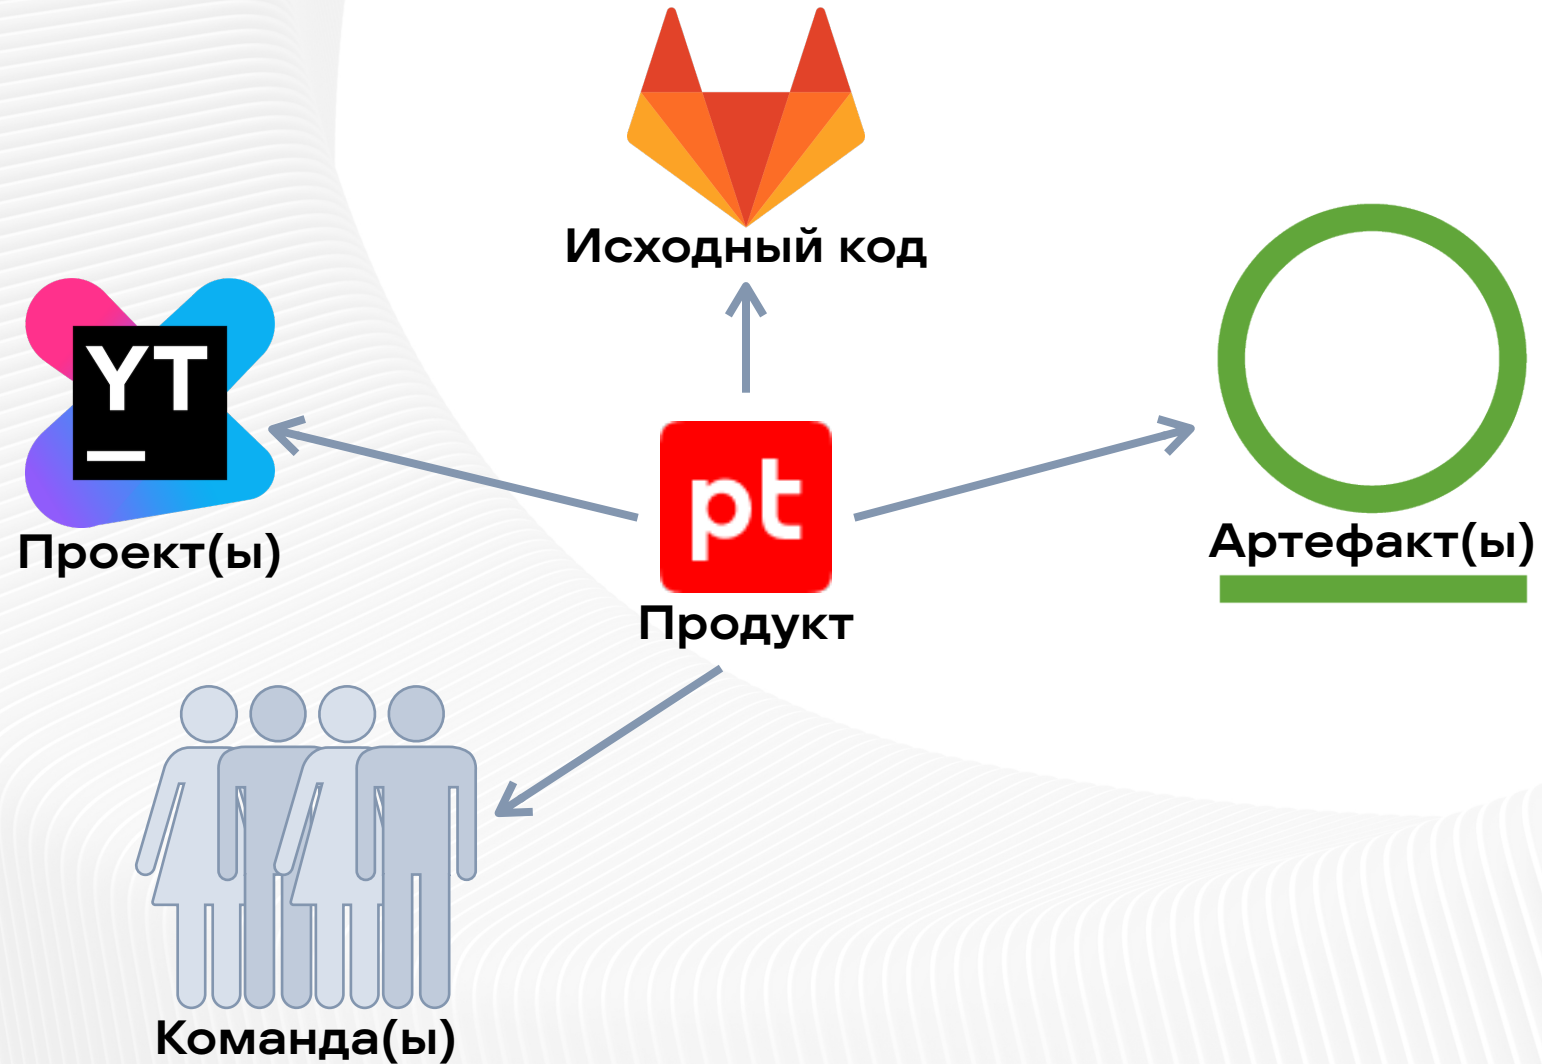 Исходный код
YT
Проект(ы)
pt
Продукт
Артефакт(ы)
Команда(ы)